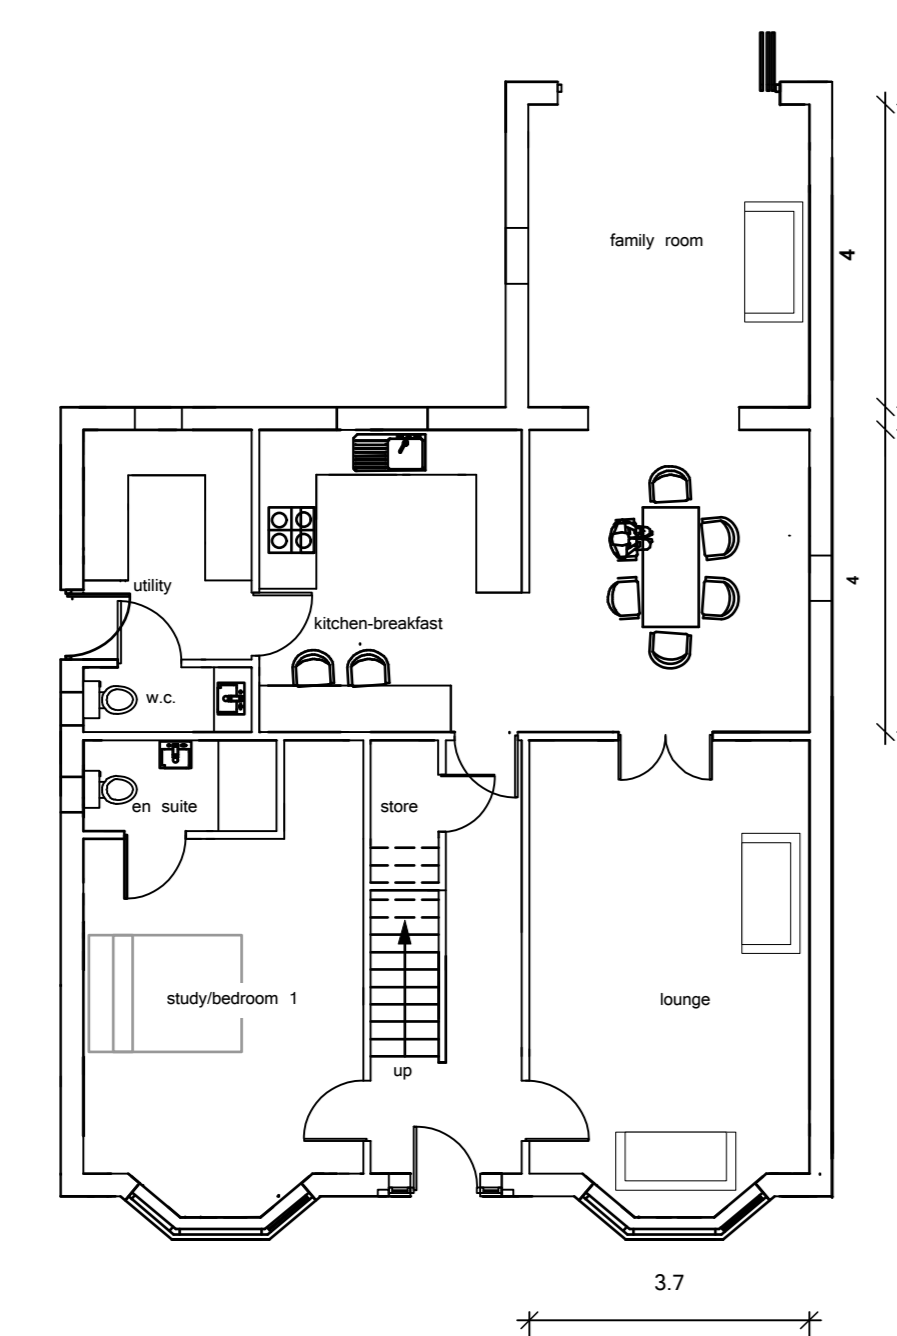 family room
4
utility
4
kitchen-breakfast
w.c.
en suite
store
study/bedroom 1
lounge
up
3.7